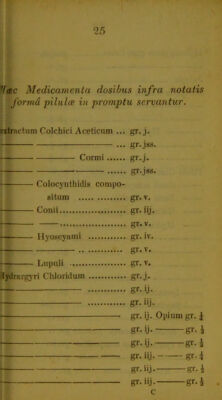 25
Hæc Medicamenta dosibus infra notatis
formâ pilulæ in promptu servantur.
Extractum Colchici Aceticum ... gr. j.
——— ——— ... gr. jss.
——— ——— Cormi ...... gr. j.
——— ——— ...... gr. jss.
——— Colocynthidis compo-
situm ............ gr. v.
——— Conii ............ gr. iij.
——— ——— ............ gr. v.
——— Hyoscyami ............ gr. iv.
——— ——— ............ gr. v.
——— Lupuli ............ gr. v.
Hydrargyri Chloridum ............ gr. j.
——— ............ gr. ij.
——— ............ gr. iij.
——— gr. ij. Opium gr. ¼
——— gr. ij. ——— gr. ⅓
——— gr. ij. ——— gr. ½
——— gr. iij. ——— gr. ¼
——— gr. iij. ——— gr. ⅓
——— gr. iij. ——— gr. ½
C